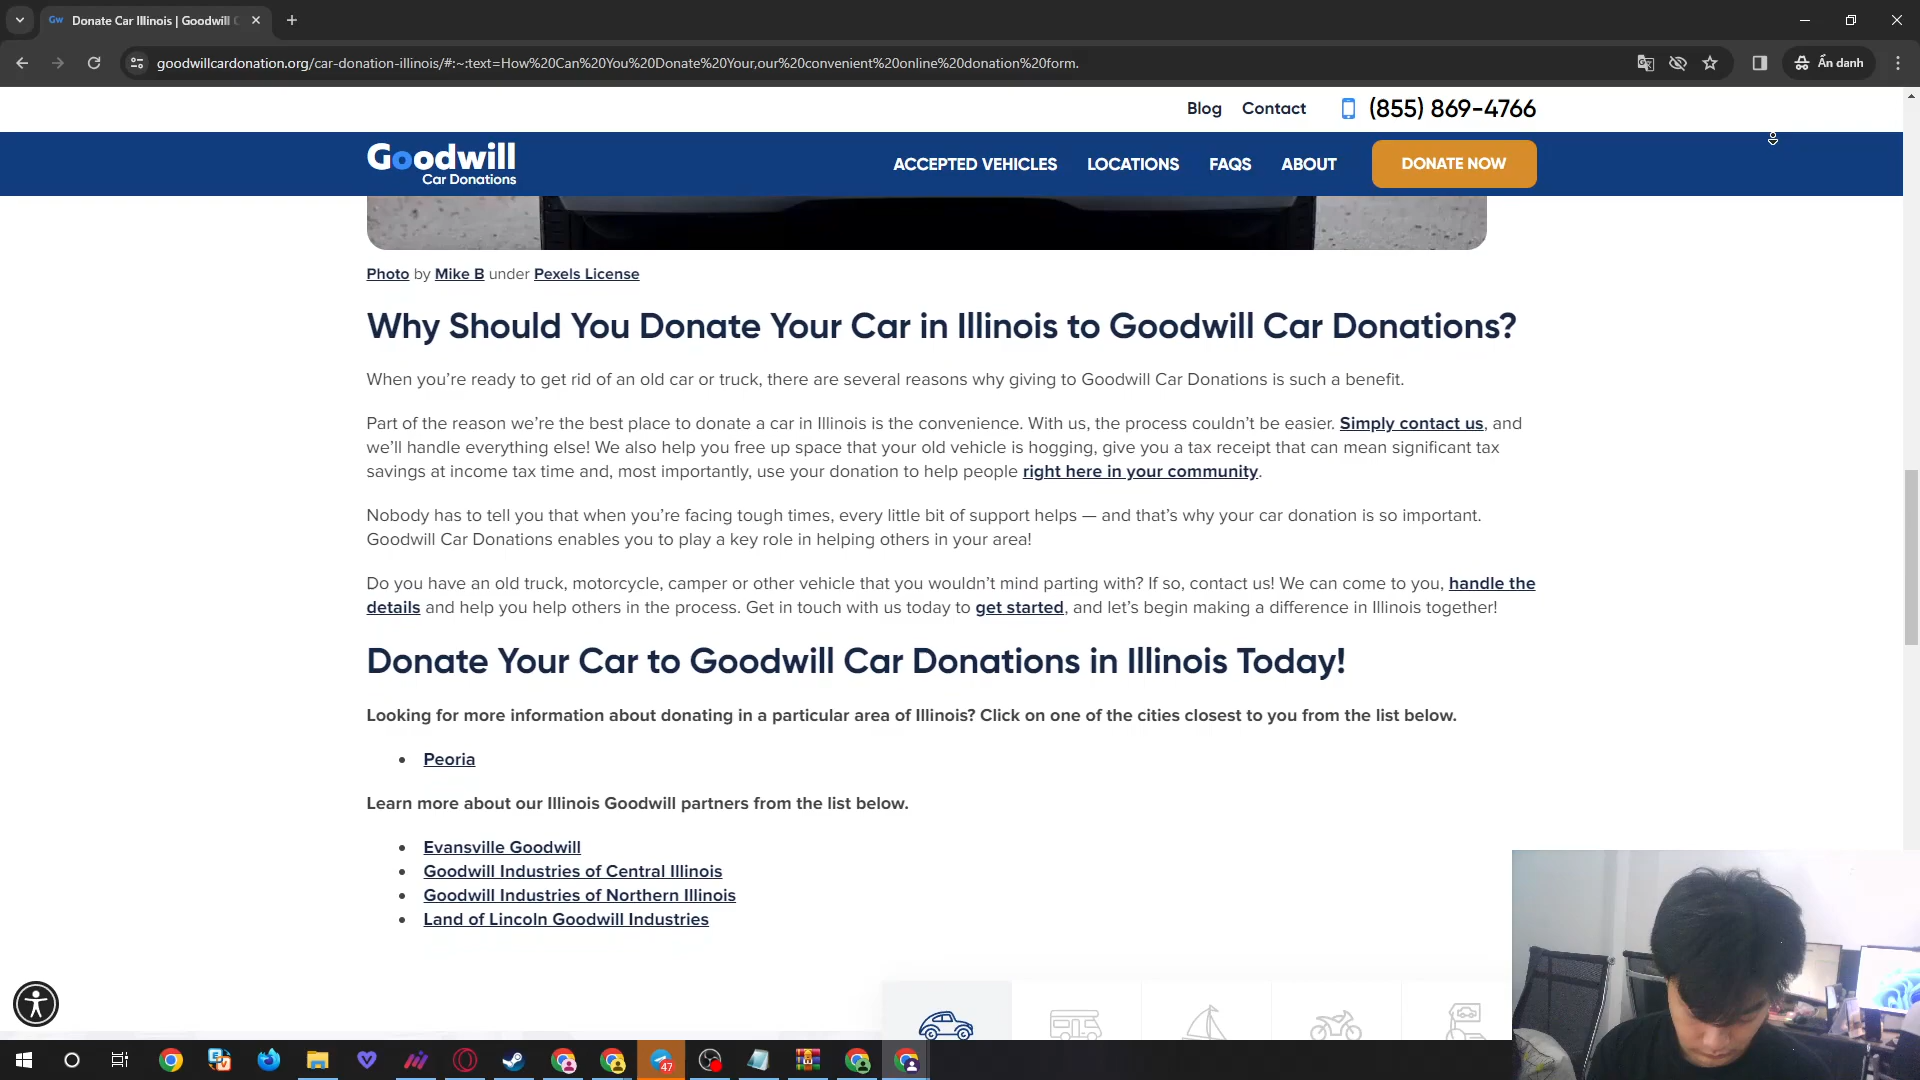 Gw Donate Car Illinois | Goodwill C
goodwillcardonation.org/car-donation-illinois/#:~:text=How%20Can%20You%20Donate%20Your,our%20convenient%20online%20donation%20form.
Ẩn danh
Blog Contact (855) 869-4766
Goodwill
Car Donations
ACCEPTED VEHICLES LOCATIONS FAQS ABOUT DONATE NOW
Photo by Mike B under Pexels License
Why Should You Donate Your Car in Illinois to Goodwill Car Donations?
When you’re ready to get rid of an old car or truck, there are several reasons why giving to Goodwill Car Donations is such a benefit.
Part of the reason we’re the best place to donate a car in Illinois is the convenience. With us, the process couldn’t be easier. Simply contact us, and
we’ll handle everything else! We also help you free up space that your old vehicle is hogging, give you a tax receipt that can mean significant tax
savings at income tax time and, most importantly, use your donation to help people right here in your community.
Nobody has to tell you that when you’re facing tough times, every little bit of support helps — and that’s why your car donation is so important.
Goodwill Car Donations enables you to play a key role in helping others in your area!
Do you have an old truck, motorcycle, camper or other vehicle that you wouldn’t mind parting with? If so, contact us! We can come to you, handle the
details and help you help others in the process. Get in touch with us today to get started, and let’s begin making a difference in Illinois together!
Donate Your Car to Goodwill Car Donations in Illinois Today!
Looking for more information about donating in a particular area of Illinois? Click on one of the cities closest to you from the list below.
• Peoria
Learn more about our Illinois Goodwill partners from the list below.
• Evansville Goodwill
• Goodwill Industries of Central Illinois
• Goodwill Industries of Northern Illinois
• Land of Lincoln Goodwill Industries
47